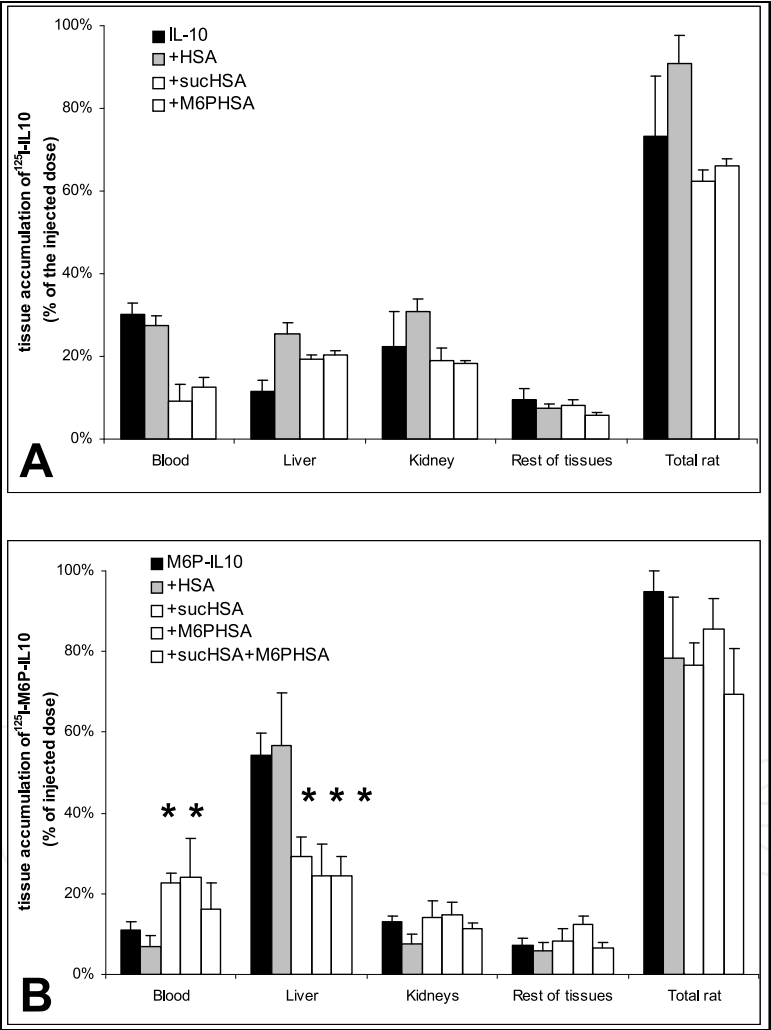 IL-10
+HSA
+sucHSA
+M6PHSA
tissue accumulation of ¹²⁵I-IL10
(% of the injected dose)
100%
80%
60%
40%
20%
0%
Blood Liver Kidney Rest of tissues Total rat
A
M6P-IL10
+HSA
+sucHSA
+M6PHSA
+sucHSA+M6PHSA
tissue accumulation of ¹²⁵I-M6P-IL10
(% of injected dose)
100%
80%
60%
40%
20%
0%
* *
* * *
Blood Liver Kidneys Rest of tissues Total rat
B